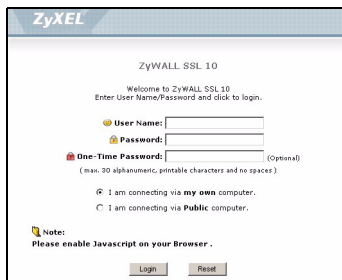 ZyXEL
ZyWALL SSL 10
Welcome to ZyWALL SSL 10
Enter User Name/Password and click to login.
User Name:
Password:
One-Time Password: (Optional)
( max. 30 alphanumeric, printable characters and no spaces )
I am connecting via my own computer.
I am connecting via Public computer.
Note:
Please enable Javascript on your Browser .
Login Reset